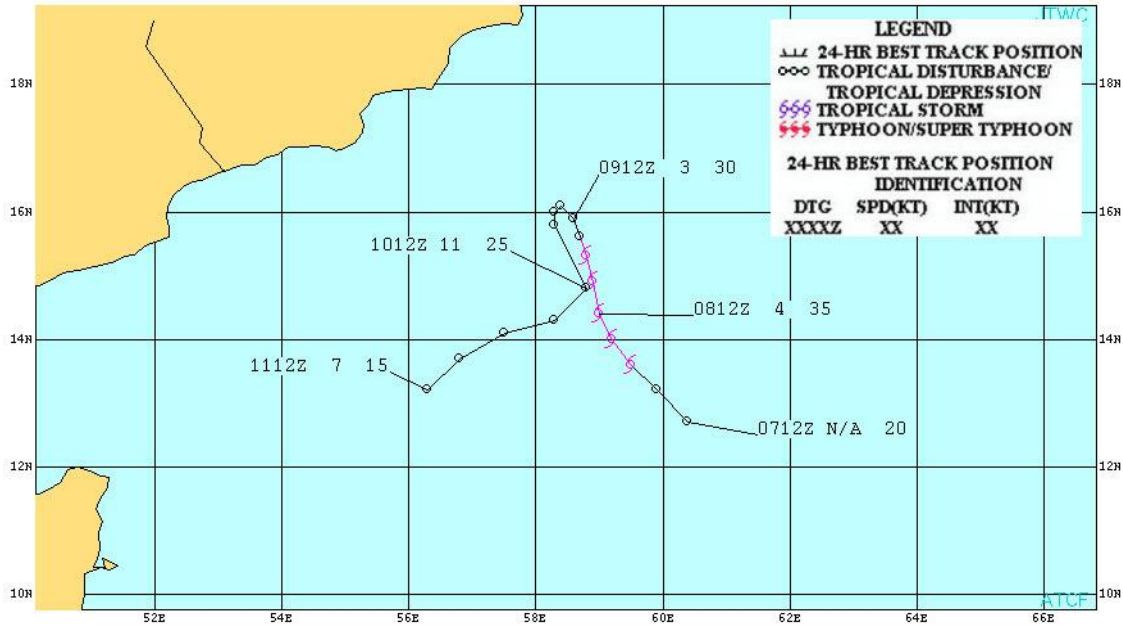 JTWC
LEGEND
24-HR BEST TRACK POSITION
TROPICAL DISTURBANCE/
TROPICAL DEPRESSION
TROPICAL STORM
TYPHOON/SUPER TYPHOON
24-HR BEST TRACK POSITION
IDENTIFICATION
DTG SPD(KT) INT(KT)
XXXXZ XX XX
18N 18N
0912Z 3 30
16N 16N
1012Z 11 25
0812Z 4 35
14N 14N
1112Z 7 15
0712Z N/A 20
12N 12N
10N 10N
ATCF
52E 54E 56E 58E 60E 62E 64E 66E